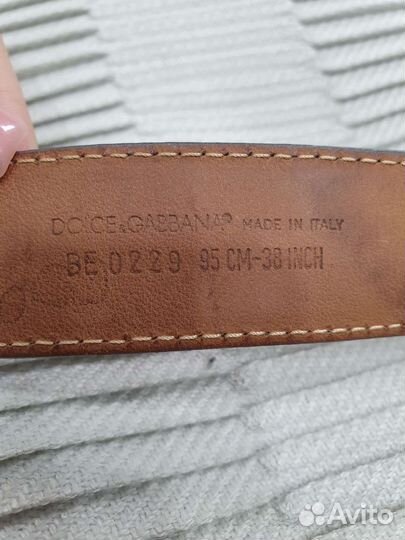 DOLCE&GABBANA® MADE IN ITALY
BE 0229 95 CM-38 INCH
Avito